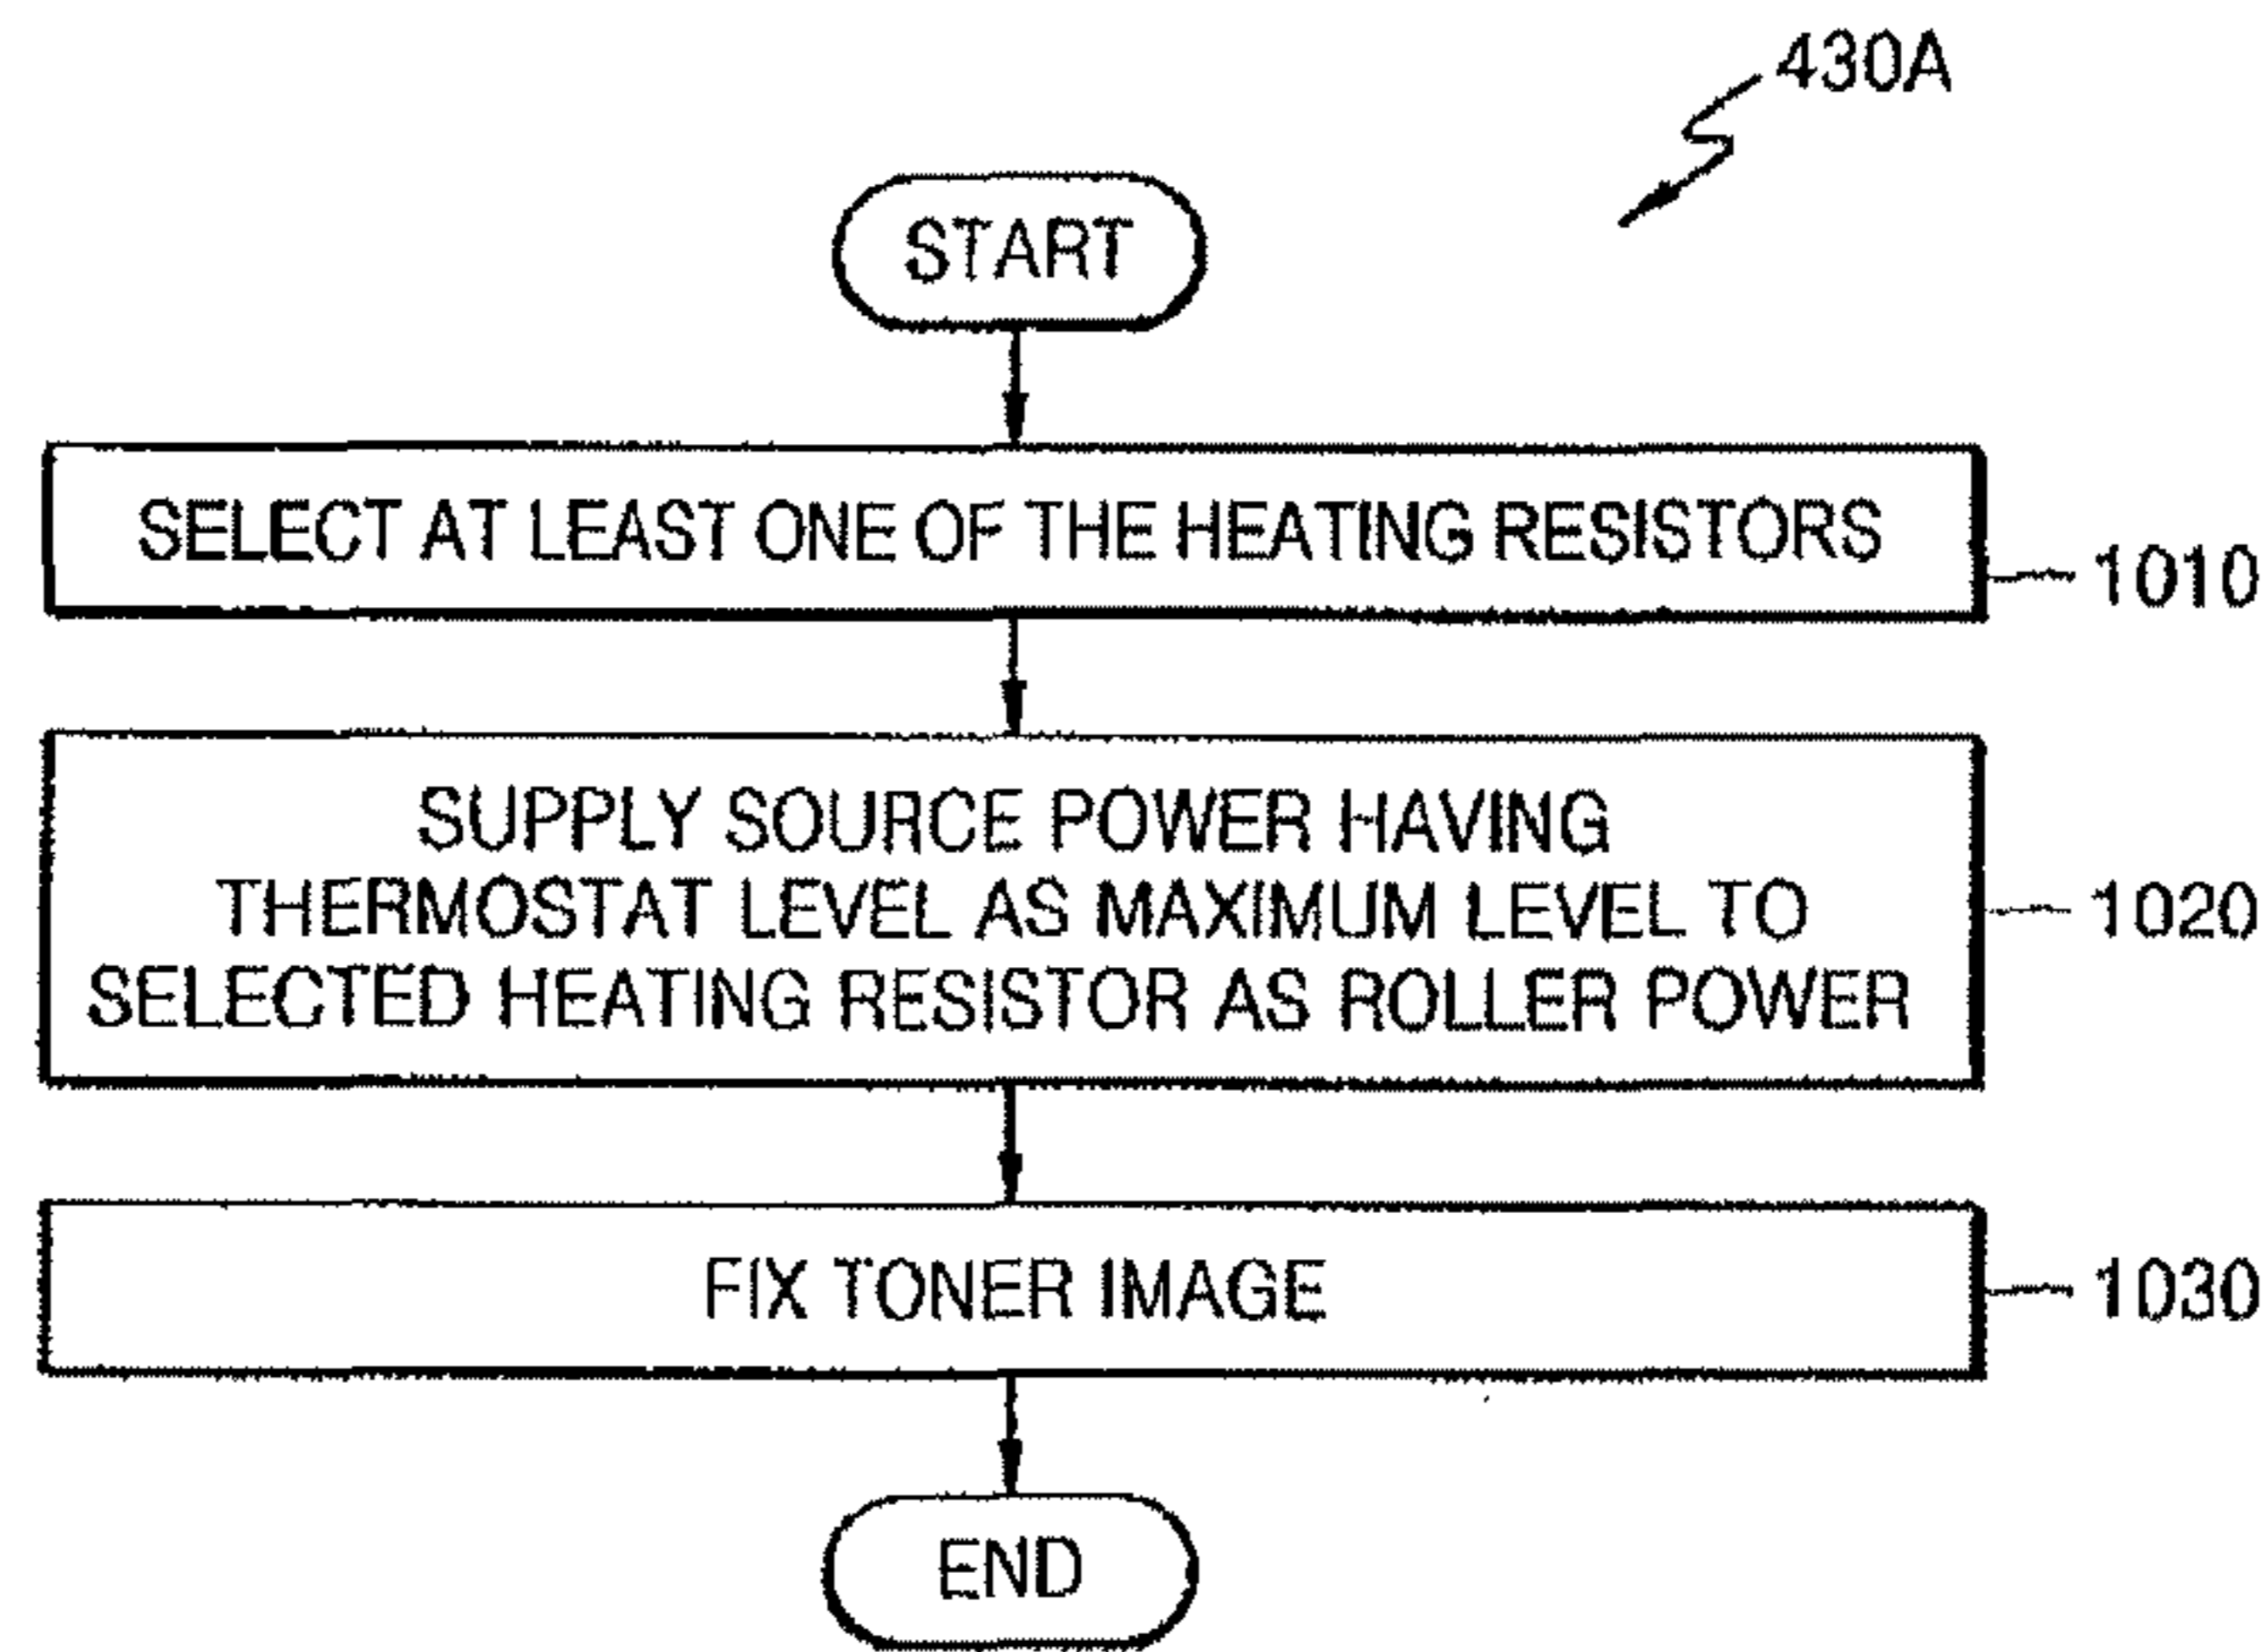 430A
START
SELECT AT LEAST ONE OF THE HEATING RESISTORS
1010
SUPPLY SOURCE POWER HAVING
THERMOSTAT LEVEL AS MAXIMUM LEVEL TO
1020
SELECTED HEATING RESISTOR AS ROLLER POWER
FIX TONER IMAGE
1030
END